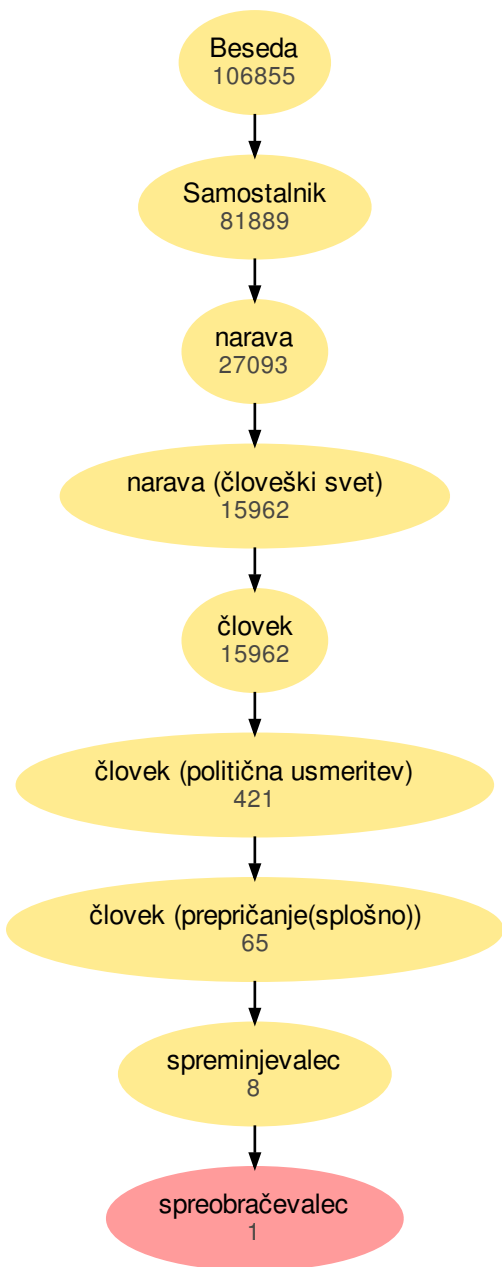 Beseda
106855
Samostalnik
81889
narava
27093
narava (človeški svet)
15962
človek
15962
človek (politična usmeritev)
421
človek (prepričanje(splošno))
65
spreminjevalec
8
spreobračevalec
1